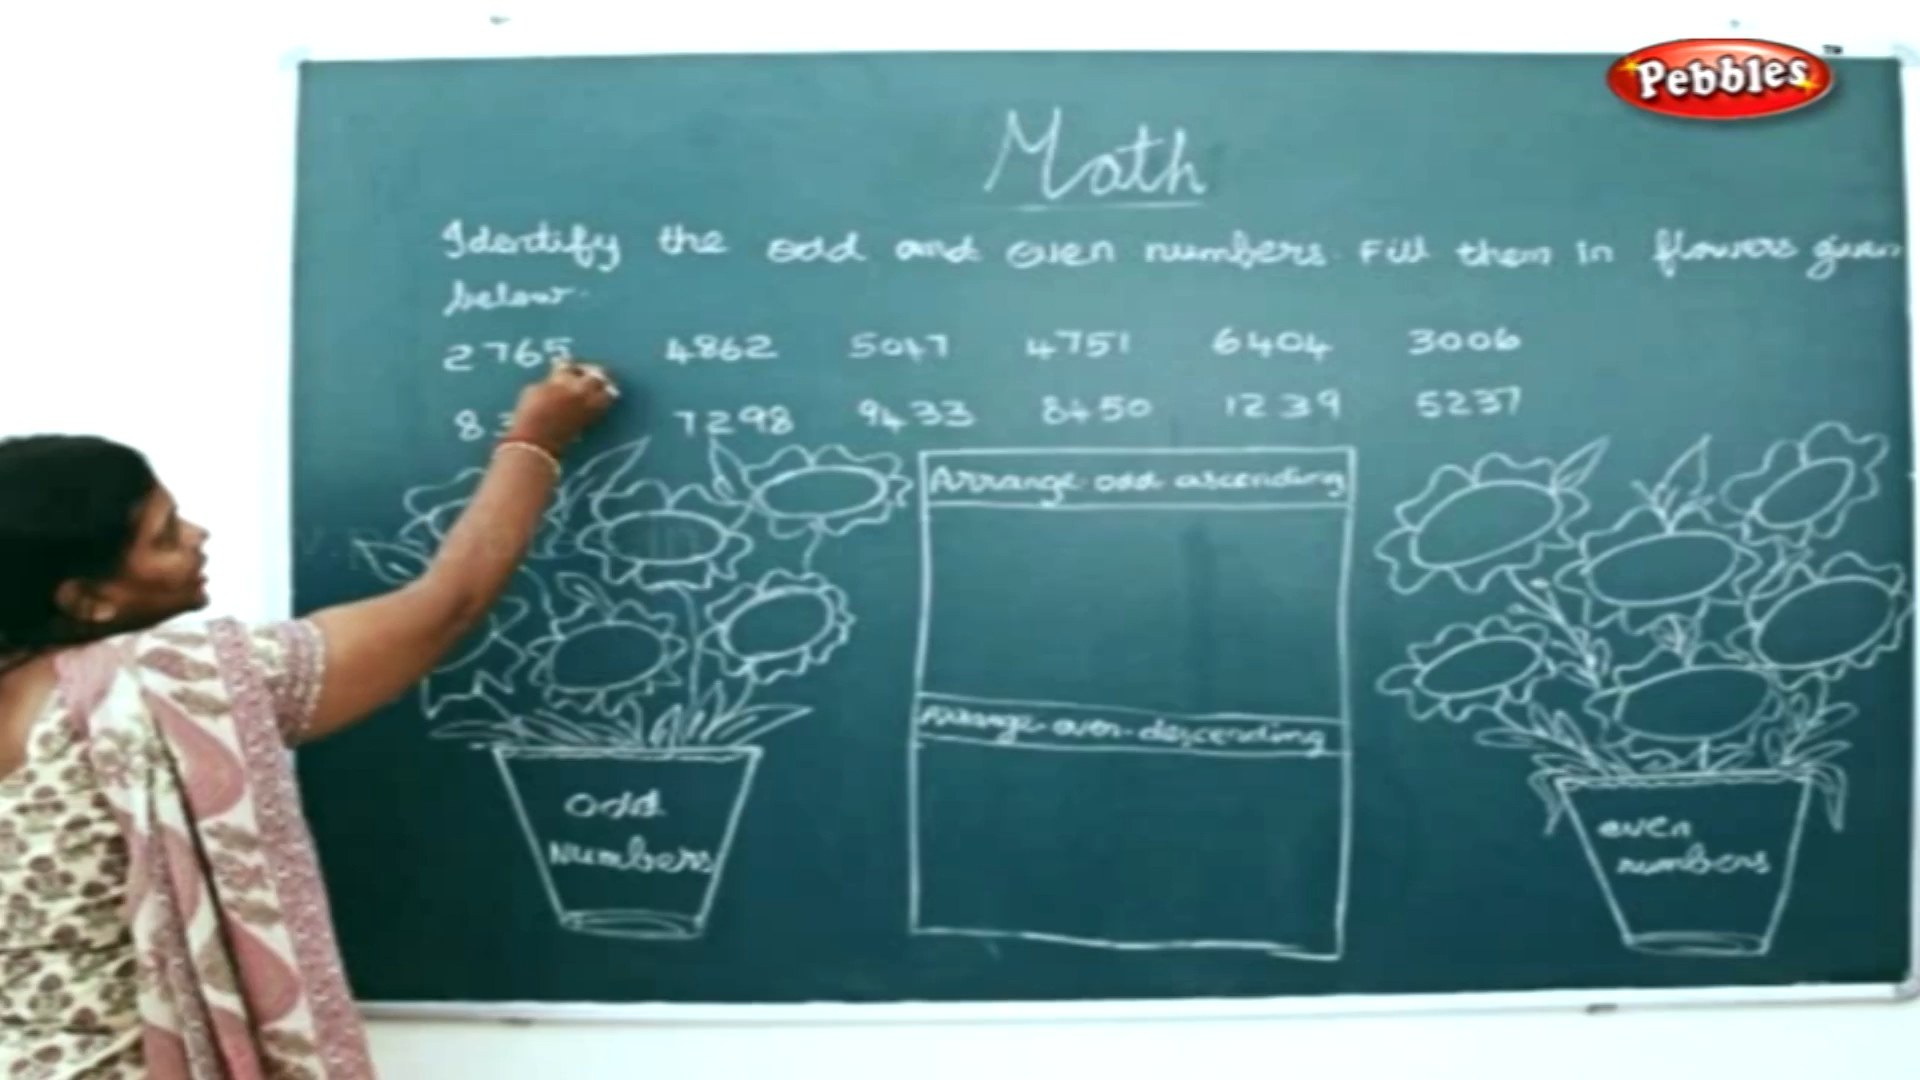 Pebbles
TM
Math
Identify the odd and even numbers. Fill them in flowers given
below.
2765 4862 5047 4751 6404 3006
7298 9433 8450 1239 5237
Arrange odd ascending
Arrange even descending
odd
Numbers
even
numbers